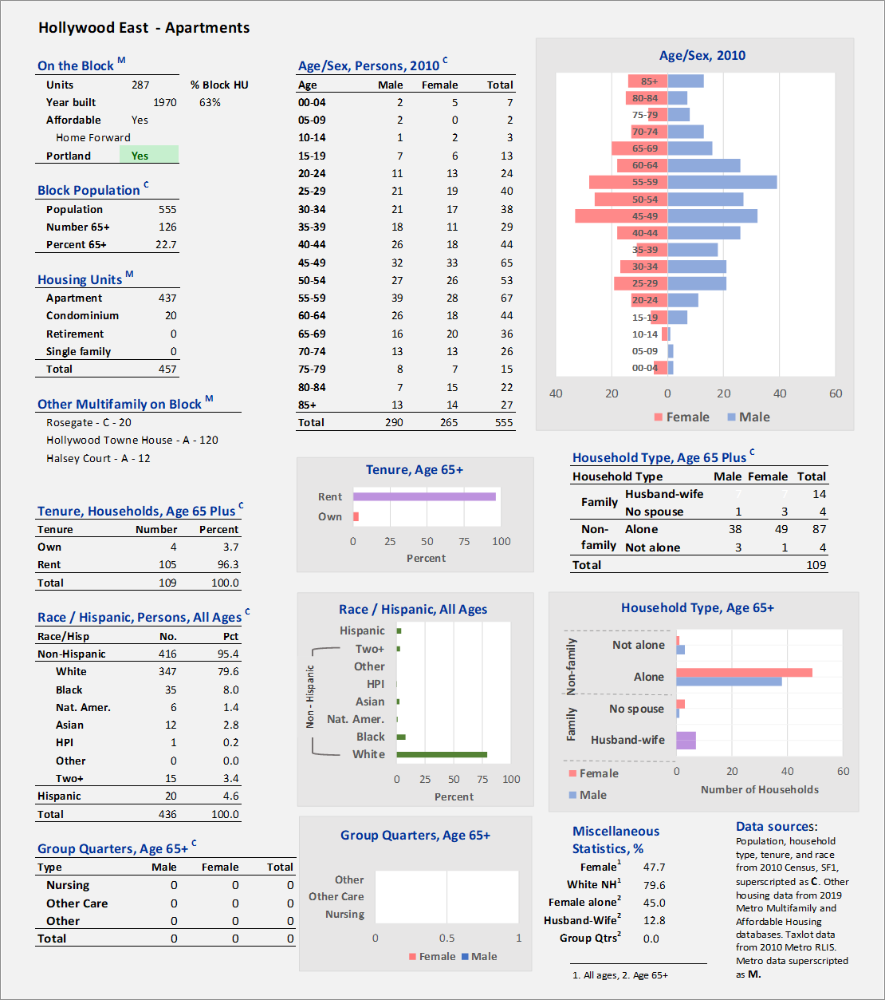 Hollywood East - Apartments
On the Block M
Units 287 % Block HU
Year built 1970 63%
Affordable Yes
Home Forward
Portland Yes
Block Population C
Population 555
Number 65+ 126
Percent 65+ 22.7
Housing Units M
Apartment 437
Condominium 20
Retirement 0
Single family 0
Total 457
Other Multifamily on Block M
Rosegate - C - 20
Hollywood Towne House - A - 120
Halsey Court - A - 12
Age/Sex, Persons, 2010 C
Age Male Female Total
00-04 2 5 7
05-09 2 0 2
10-14 1 2 3
15-19 7 6 13
20-24 11 13 24
25-29 21 19 40
30-34 21 17 38
35-39 18 11 29
40-44 26 18 44
45-49 32 33 65
50-54 27 26 53
55-59 39 28 67
60-64 26 18 44
65-69 16 20 36
70-74 13 13 26
75-79 8 7 15
80-84 7 15 22
85+ 13 14 27
Total 290 265 555
Age/Sex, 2010
85+
80-84
75-79
70-74
65-69
60-64
55-59
50-54
45-49
40-44
35-39
30-34
25-29
20-24
15-19
10-14
05-09
00-04
40 20 0 20 40 60
Female Male
Tenure, Households, Age 65 Plus C
Tenure Number Percent
Own 4 3.7
Rent 105 96.3
Total 109 100.0
Tenure, Age 65+
Rent
Own
0 25 50 75 100
Percent
Household Type, Age 65 Plus C
Household Type Male Female Total
Family Husband-wife 7 7 14
No spouse 1 3 4
Non-family Alone 38 49 87
Not alone 3 1 4
Total 109
Race / Hispanic, Persons, All Ages C
Race/Hisp No. Pct
Non-Hispanic 416 95.4
White 347 79.6
Black 35 8.0
Nat. Amer. 6 1.4
Asian 12 2.8
HPI 1 0.2
Other 0 0.0
Two+ 15 3.4
Hispanic 20 4.6
Total 436 100.0
Race / Hispanic, All Ages
Hispanic
Two+
Other
HPI
Asian
Nat. Amer.
Black
White
Non - Hispanic
0 25 50 75 100
Percent
Household Type, Age 65+
Non-family
Not alone
Alone
Family
No spouse
Husband-wife
0 20 40 60
Female
Male
Number of Households
Group Quarters, Age 65+ C
Type Male Female Total
Nursing 0 0 0
Other Care 0 0 0
Other 0 0 0
Total 0 0 0
Group Quarters, Age 65+
Other
Other Care
Nursing
0 0.5 1
Female Male
Miscellaneous
Statistics, %
Female1 47.7
White NH1 79.6
Female alone2 45.0
Husband-Wife2 12.8
Group Qtrs2 0.0
1. All ages, 2. Age 65+
Data sources:
Population, household
type, tenure, and race
from 2010 Census, SF1,
superscripted as C. Other
housing data from 2019
Metro Multifamily and
Affordable Housing
databases. Taxlot data
from 2010 Metro RLIS.
Metro data superscripted
as M.